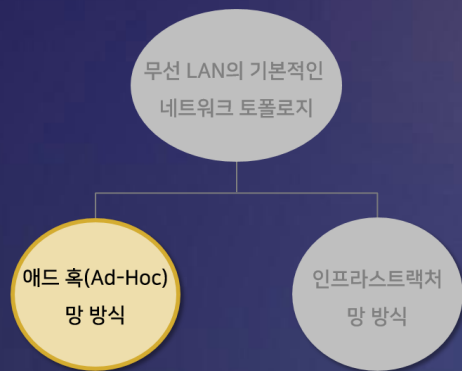 무선 LAN의 기본적인
네트워크 토폴로지
애드 혹(Ad-Hoc)
망 방식
인프라스트랙처
망 방식